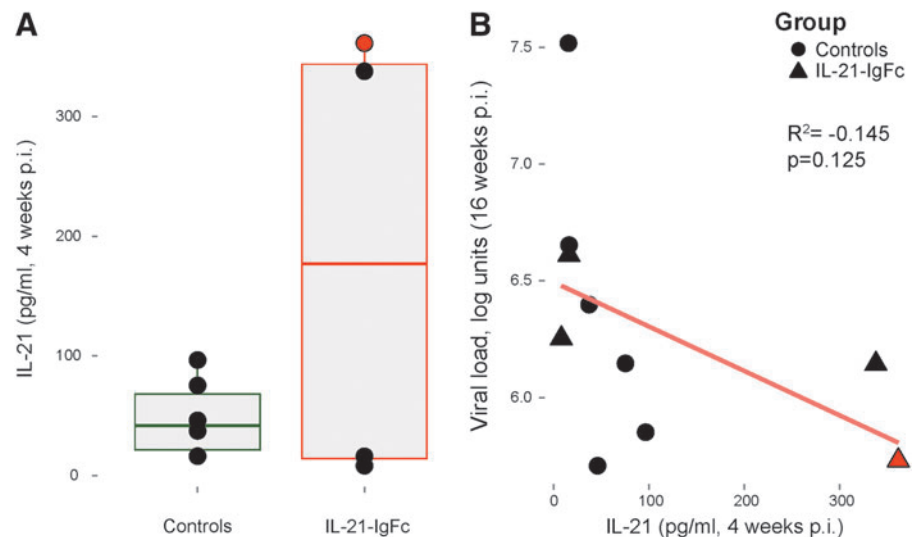 A
IL-21 (pg/ml, 4 weeks p.i.)
300
200
100
0
Controls
IL-21-IgFc
B
Viral load, log units (16 weeks p.i.)
7.5
7.0
6.5
6.0
0
100
200
300
IL-21 (pg/ml, 4 weeks p.i.)
Group
Controls
IL-21-IgFc
R²= -0.145
p=0.125